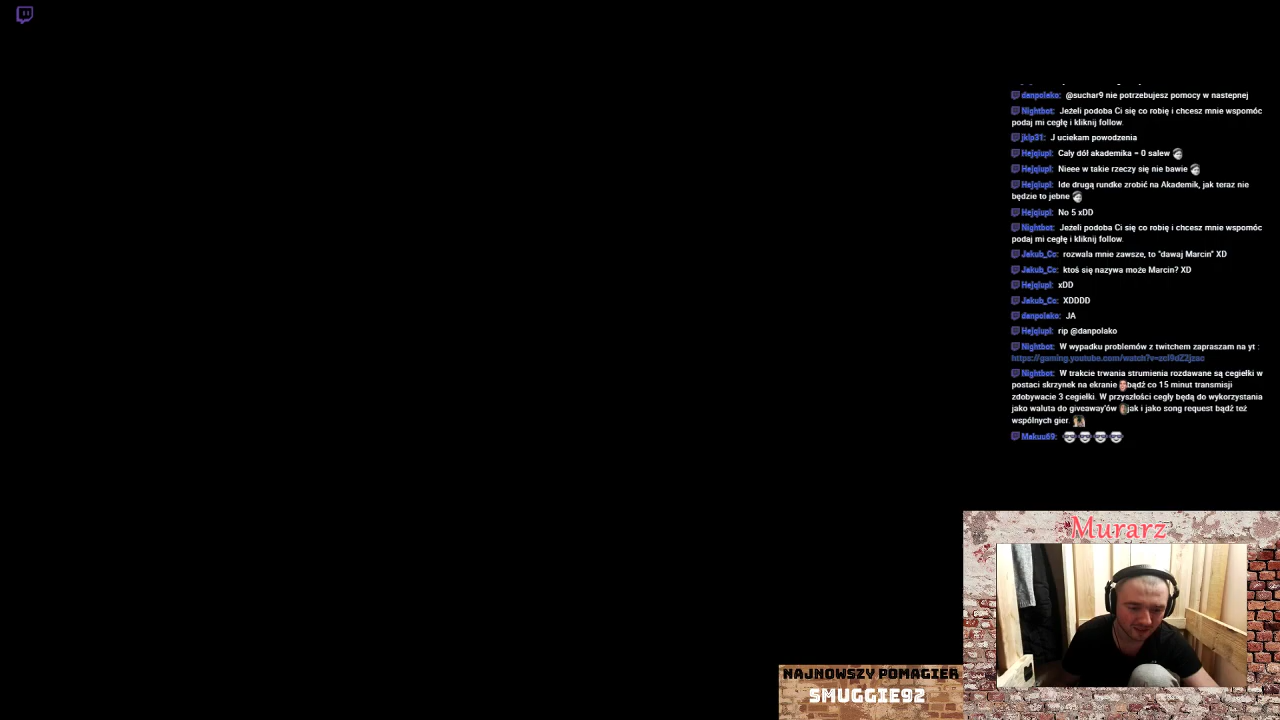 danpolako: @suchar9 nie potrzebujesz pomocy w nastepnej
Nightbot: Jeżeli podoba Ci się co robię i chcesz mnie wspomóc
podaj mi cegłę i kliknij follow.
jklp31: J uciekam powodzenia
Hejqiupl: Cały dół akademika = 0 salew
Hejqiupl: Nieee w takie rzeczy się nie bawie
Hejqiupl: Ide drugą rundke zrobić na Akademik, jak teraz nie
będzie to jebne
Hejqiupl: No 5 xDD
Nightbot: Jeżeli podoba Ci się co robię i chcesz mnie wspomóc
podaj mi cegłę i kliknij follow.
Jakub_Cc: rozwala mnie zawsze, to "dawaj Marcin" XD
Jakub_Cc: ktoś się nazywa może Marcin? XD
Hejqiupl: xDD
Jakub_Cc: XDDDD
danpolako: JA
Hejqiupl: rip @danpolako
Nightbot: W wypadku problemów z twitchem zapraszam na yt :
Nightbot: W trakcie trwania strumienia rozdawane są cegiełki w
postaci skrzynek na ekranie bądź co 15 minut transmisji
zdobywacie 3 cegiełki. W przyszłości cegły będą do wykorzystania
jako waluta do giveaway'ów jak i jako song request bądź też
wspólnych gier.
Makuu69:
Murarz
NAJNOWSZY POMAGIER
SMUGGIE92